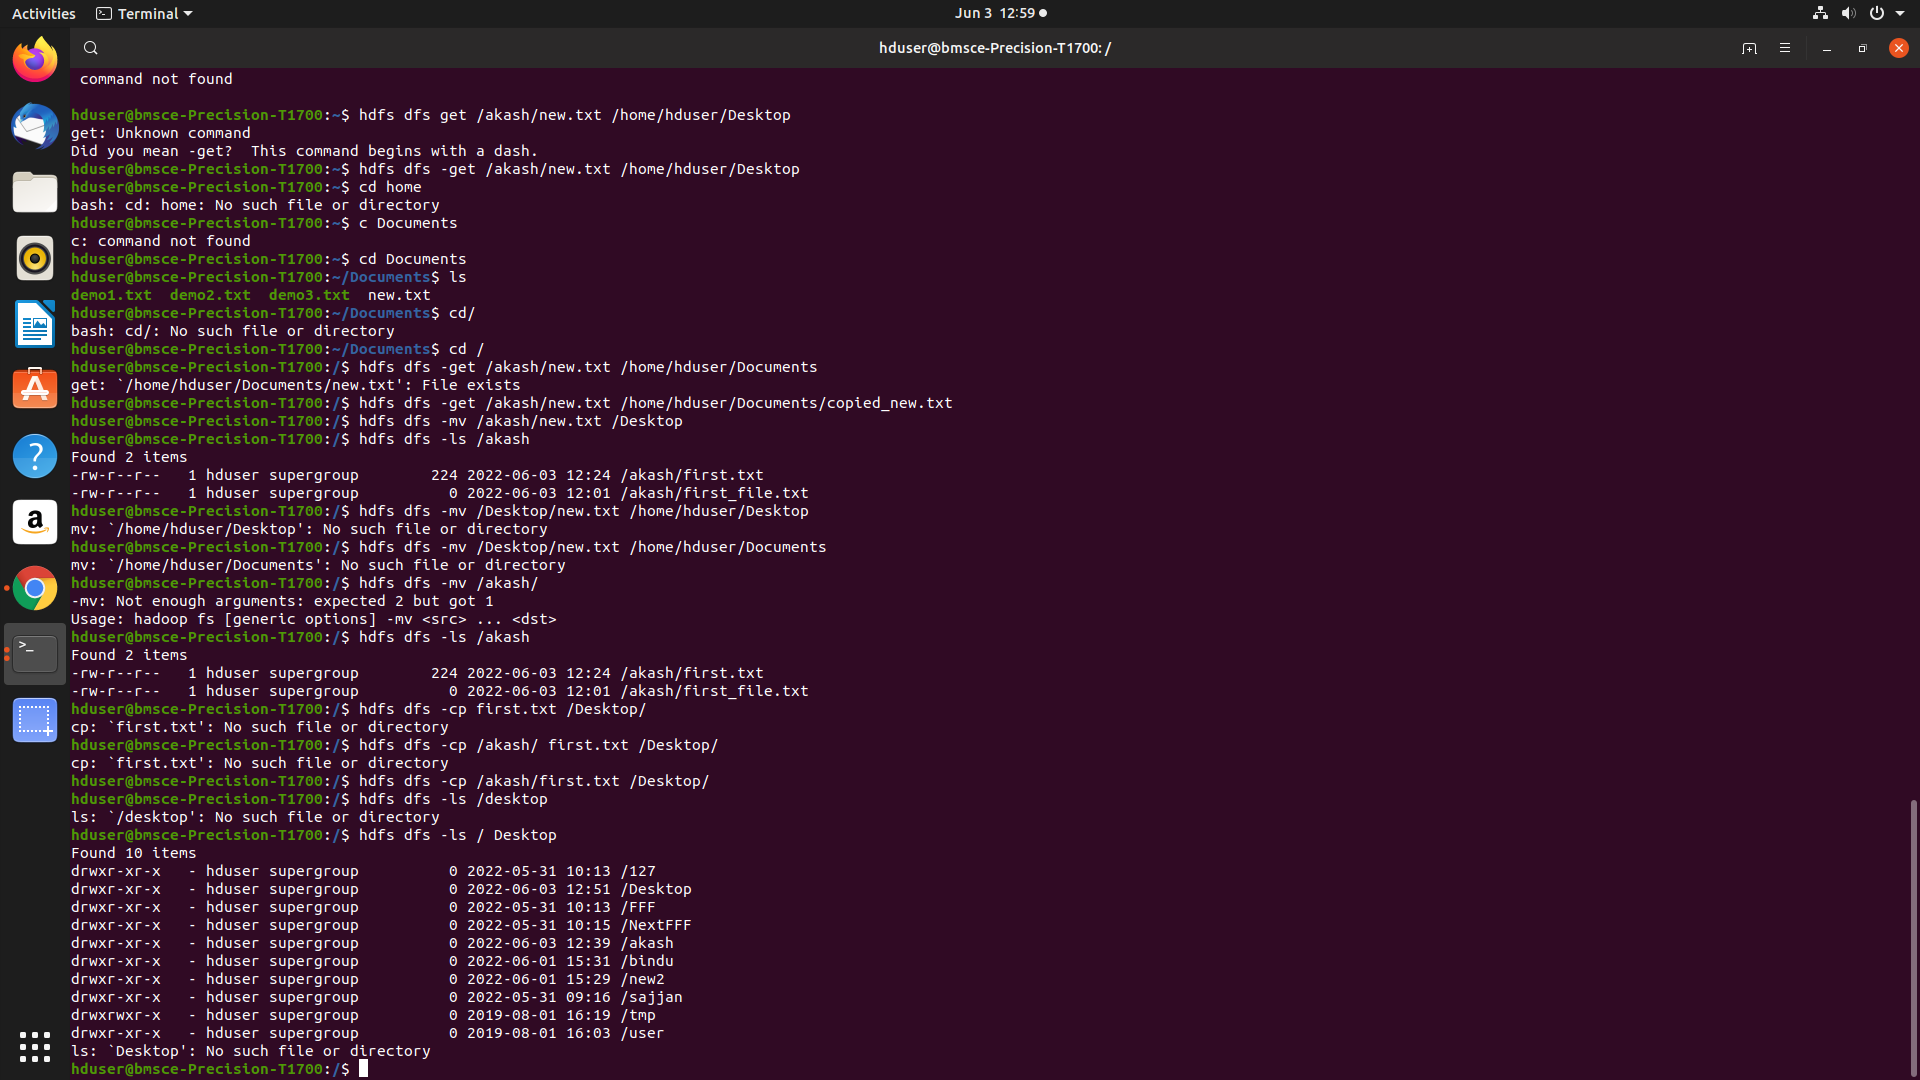 Activities
Terminal
Jun 3 12:59
hduser@bmsce-Precision-T1700: /
command not found
hduser@bmsce-Precision-T1700:~$ hdfs dfs get /akash/new.txt /home/hduser/Desktop
get: Unknown command
Did you mean -get?  This command begins with a dash.
hduser@bmsce-Precision-T1700:~$ hdfs dfs -get /akash/new.txt /home/hduser/Desktop
hduser@bmsce-Precision-T1700:~$ cd home
bash: cd: home: No such file or directory
hduser@bmsce-Precision-T1700:~$ c Documents
c: command not found
hduser@bmsce-Precision-T1700:~$ cd Documents
hduser@bmsce-Precision-T1700:~/Documents$ ls
demo1.txt  demo2.txt  demo3.txt  new.txt
hduser@bmsce-Precision-T1700:~/Documents$ cd/
bash: cd/: No such file or directory
hduser@bmsce-Precision-T1700:~/Documents$ cd /
hduser@bmsce-Precision-T1700:/$ hdfs dfs -get /akash/new.txt /home/hduser/Documents
get: `/home/hduser/Documents/new.txt': File exists
hduser@bmsce-Precision-T1700:/$ hdfs dfs -get /akash/new.txt /home/hduser/Documents/copied_new.txt
hduser@bmsce-Precision-T1700:/$ hdfs dfs -mv /akash/new.txt /Desktop
hduser@bmsce-Precision-T1700:/$ hdfs dfs -ls /akash
Found 2 items
-rw-r--r--   1 hduser supergroup        224 2022-06-03 12:24 /akash/first.txt
-rw-r--r--   1 hduser supergroup          0 2022-06-03 12:01 /akash/first_file.txt
hduser@bmsce-Precision-T1700:/$ hdfs dfs -mv /Desktop/new.txt /home/hduser/Desktop
mv: `/home/hduser/Desktop': No such file or directory
hduser@bmsce-Precision-T1700:/$ hdfs dfs -mv /Desktop/new.txt /home/hduser/Documents
mv: `/home/hduser/Documents': No such file or directory
hduser@bmsce-Precision-T1700:/$ hdfs dfs -mv /akash/
-mv: Not enough arguments: expected 2 but got 1
Usage: hadoop fs [generic options] -mv <src> ... <dst>
hduser@bmsce-Precision-T1700:/$ hdfs dfs -ls /akash
Found 2 items
-rw-r--r--   1 hduser supergroup        224 2022-06-03 12:24 /akash/first.txt
-rw-r--r--   1 hduser supergroup          0 2022-06-03 12:01 /akash/first_file.txt
hduser@bmsce-Precision-T1700:/$ hdfs dfs -cp first.txt /Desktop/
cp: `first.txt': No such file or directory
hduser@bmsce-Precision-T1700:/$ hdfs dfs -cp /akash/ first.txt /Desktop/
cp: `first.txt': No such file or directory
hduser@bmsce-Precision-T1700:/$ hdfs dfs -cp /akash/first.txt /Desktop/
hduser@bmsce-Precision-T1700:/$ hdfs dfs -ls /desktop
ls: `/desktop': No such file or directory
hduser@bmsce-Precision-T1700:/$ hdfs dfs -ls / Desktop
Found 10 items
drwxr-xr-x   - hduser supergroup          0 2022-05-31 10:13 /127
drwxr-xr-x   - hduser supergroup          0 2022-06-03 12:51 /Desktop
drwxr-xr-x   - hduser supergroup          0 2022-05-31 10:13 /FFF
drwxr-xr-x   - hduser supergroup          0 2022-05-31 10:15 /NextFFF
drwxr-xr-x   - hduser supergroup          0 2022-06-03 12:39 /akash
drwxr-xr-x   - hduser supergroup          0 2022-06-01 15:31 /bindu
drwxr-xr-x   - hduser supergroup          0 2022-06-01 15:29 /new2
drwxr-xr-x   - hduser supergroup          0 2022-05-31 09:16 /sajjan
drwxrwxr-x   - hduser supergroup          0 2019-08-01 16:19 /tmp
drwxr-xr-x   - hduser supergroup          0 2019-08-01 16:03 /user
ls: `Desktop': No such file or directory
hduser@bmsce-Precision-T1700:/$